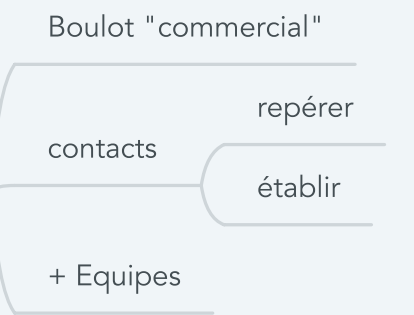 Boulot "commercial"
repérer
contacts
établir
+ Equipes